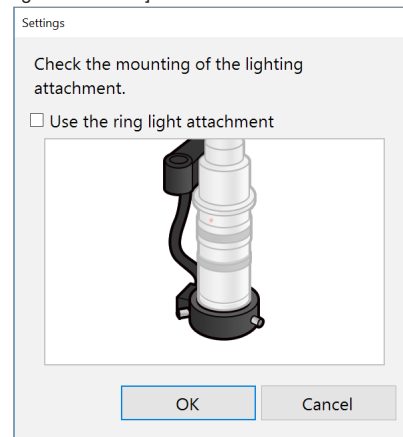 Settings
Check the mounting of the lighting
attachment.
Use the ring light attachment
OK
Cancel